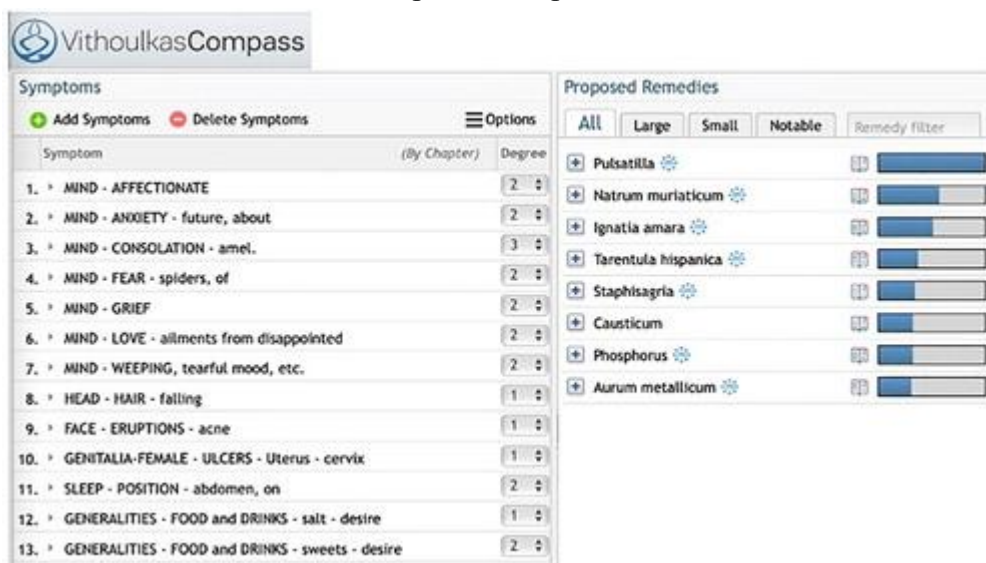 VithoulkasCompass
Symptoms
Add Symptoms Delete Symptoms Options
Symptom (By Chapter) Degree
1. MIND - AFFECTIONATE 2
2. MIND - ANXIETY - future, about 2
3. MIND - CONSOLATION - amel. 3
4. MIND - FEAR - spiders, of 2
5. MIND - GRIEF 2
6. MIND - LOVE - ailments from disappointed 2
7. MIND - WEEPING, tearful mood, etc. 2
8. HEAD - HAIR - falling 1
9. FACE - ERUPTIONS - acne 1
10. GENITALIA-FEMALE - ULCERS - Uterus - cervix 1
11. SLEEP - POSITION - abdomen, on 2
12. GENERALITIES - FOOD and DRINKS - salt - desire 1
13. GENERALITIES - FOOD and DRINKS - sweets - desire 2
Proposed Remedies
All Large Small Notable Remedy filter
Pulsatilla
Natrum muriaticum
Ignatia amara
Tarentula hispanica
Staphisagria
Causticum
Phosphorus
Aurum metallicum